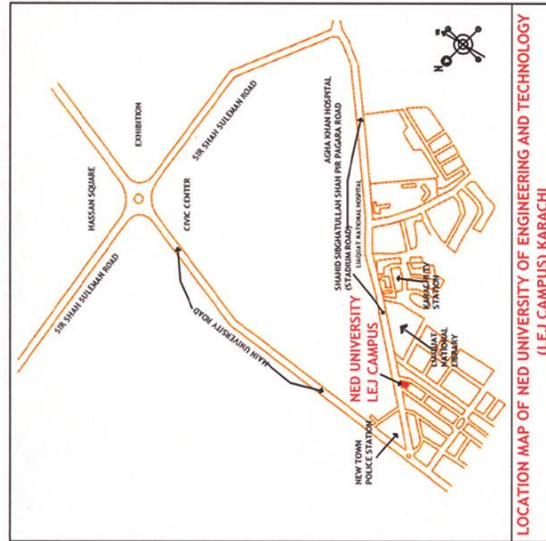 HASSAN SQUARE
EXHIBITION
SIR SHAH SULEMAN ROAD
SIR SHAH SULEMAN ROAD
CIVIC CENTER
MAIN UNIVERSITY ROAD
N
AGHA KHAN HOSPITAL
SHAHID SIBGHATULLAH SHAH PIR PAGARA ROAD
(STADIUM ROAD)
LIAQUAT NATIONAL HOSPITAL
NED UNIVERSITY
LEJ CAMPUS
KARACHI TV
STATION
LIAQUAT
NATIONAL
LIBRARY
NEW TOWN
POLICE STATION
LOCATION MAP OF NED UNIVERSITY OF ENGINEERING AND TECHNOLOGY
(LEJ CAMPUS) KARACHI